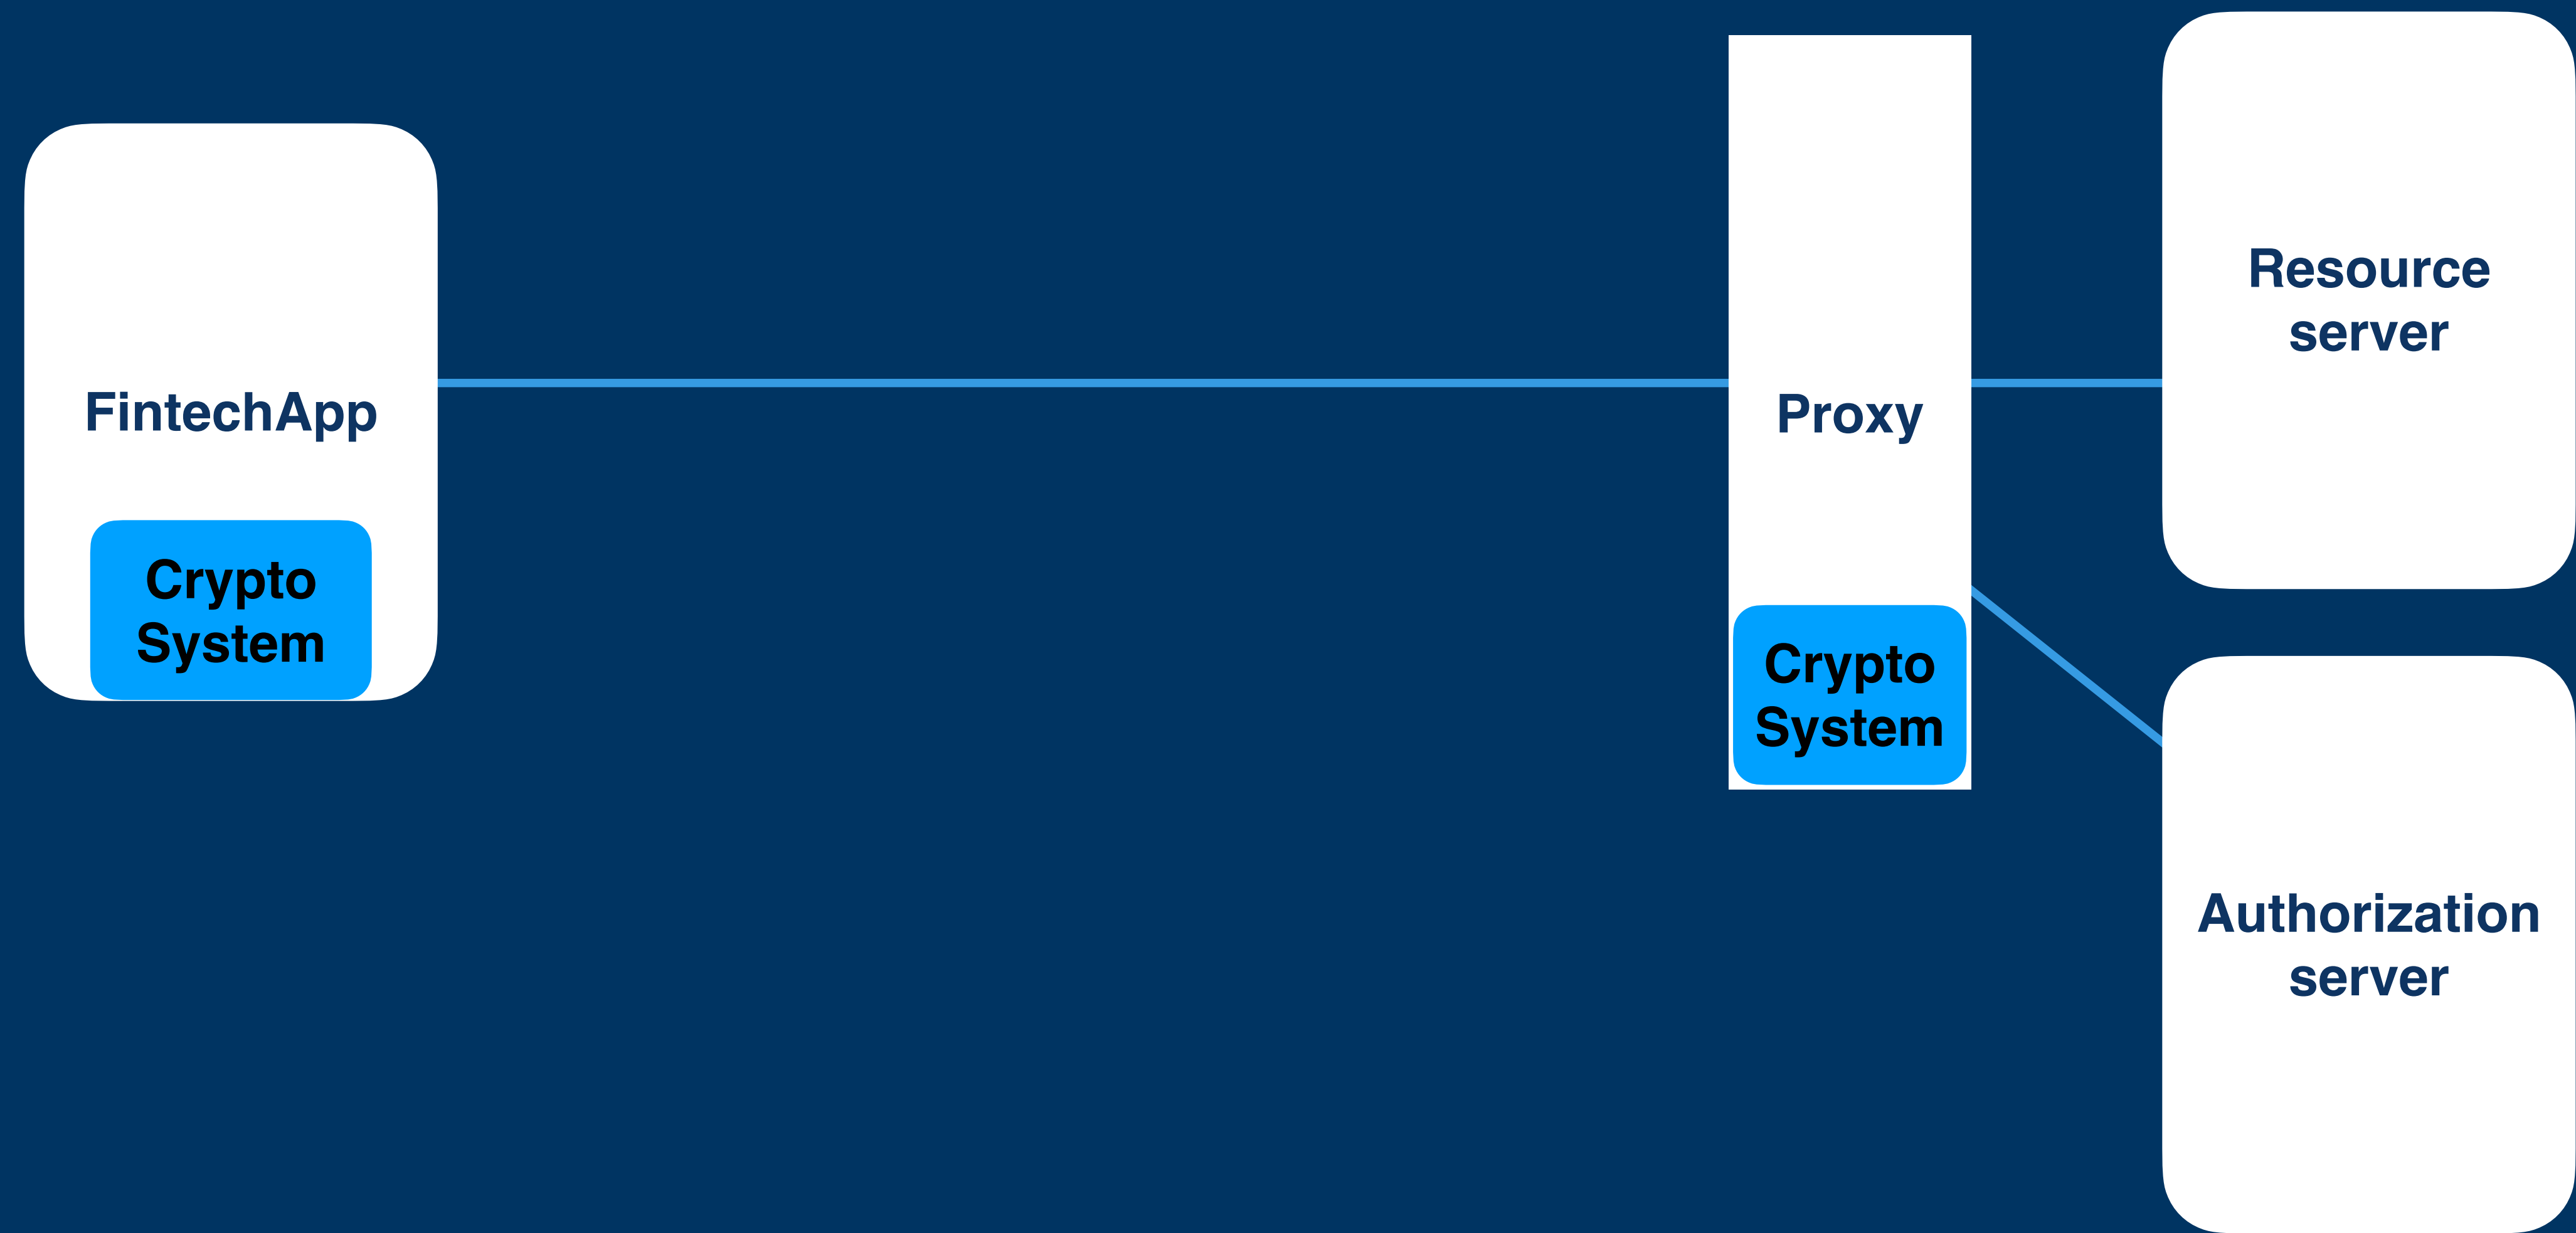 FintechApp
Crypto
System
Proxy
Crypto
System
Resource
server
Authorization
server